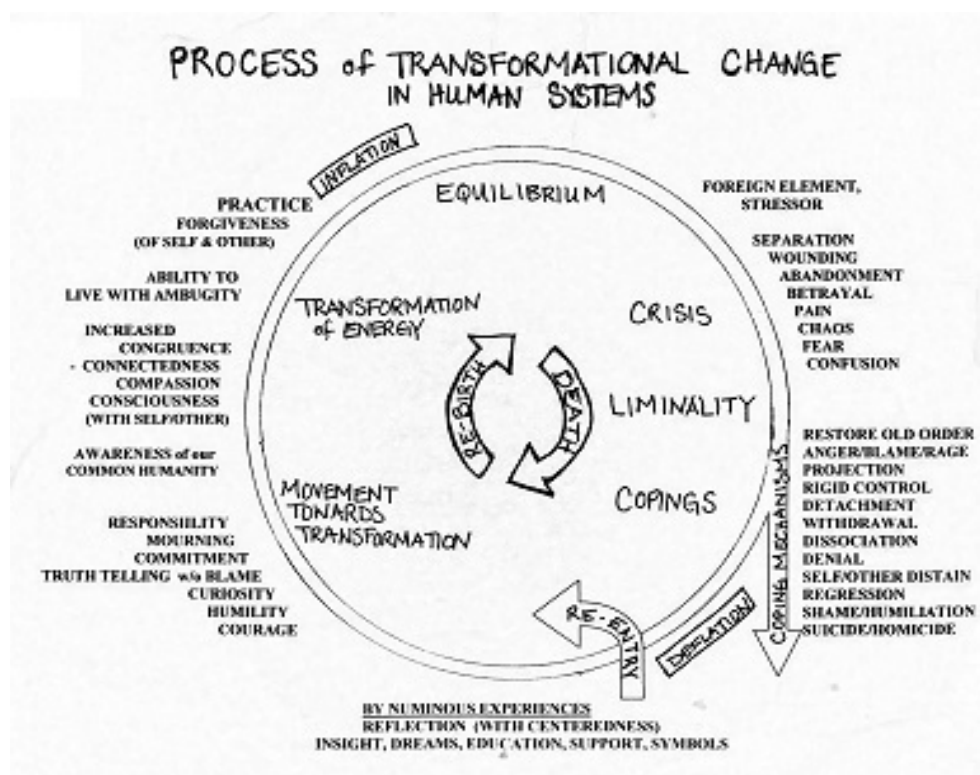 PROCESS of TRANSFORMATIONAL CHANGE
IN HUMAN SYSTEMS
INFLATION
EQUILIBRIUM
PRACTICE
FORGIVENESS
(OF SELF & OTHER)
ABILITY TO
LIVE WITH AMBUGITY
INCREASED
CONGRUENCE
- CONNECTEDNESS
COMPASSION
CONSCIOUSNESS
(WITH SELF/OTHER)
AWARENESS of our
COMMON HUMANITY
RESPONSIILITY
MOURNING
COMMITMENT
TRUTH TELLING w/o BLAME
CURIOSITY
HUMILITY
COURAGE
TRANSFORMATION
of ENERGY
MOVEMENT
TOWARDS
TRANSFORMATION
RE-BIRTH
DEATH
CRISIS
LIMINALITY
COPINGS
FOREIGN ELEMENT,
STRESSOR
SEPARATION
WOUNDING
ABANDONMENT
BETRAYAL
PAIN
CHAOS
FEAR
CONFUSION
COPING MECHANISMS
RESTORE OLD ORDER
ANGER/BLAME/RAGE
PROJECTION
RIGID CONTROL
DETACHMENT
WITHDRAWAL
DISSOCIATION
DENIAL
SELF/OTHER DISTAIN
REGRESSION
SHAME/HUMILIATION
SUICIDE/HOMICIDE
DEFLATION
RE-ENTRY
BY NUMINOUS EXPERIENCES
REFLECTION (WITH CENTEREDNESS)
INSIGHT, DREAMS, EDUCATION, SUPPORT, SYMBOLS